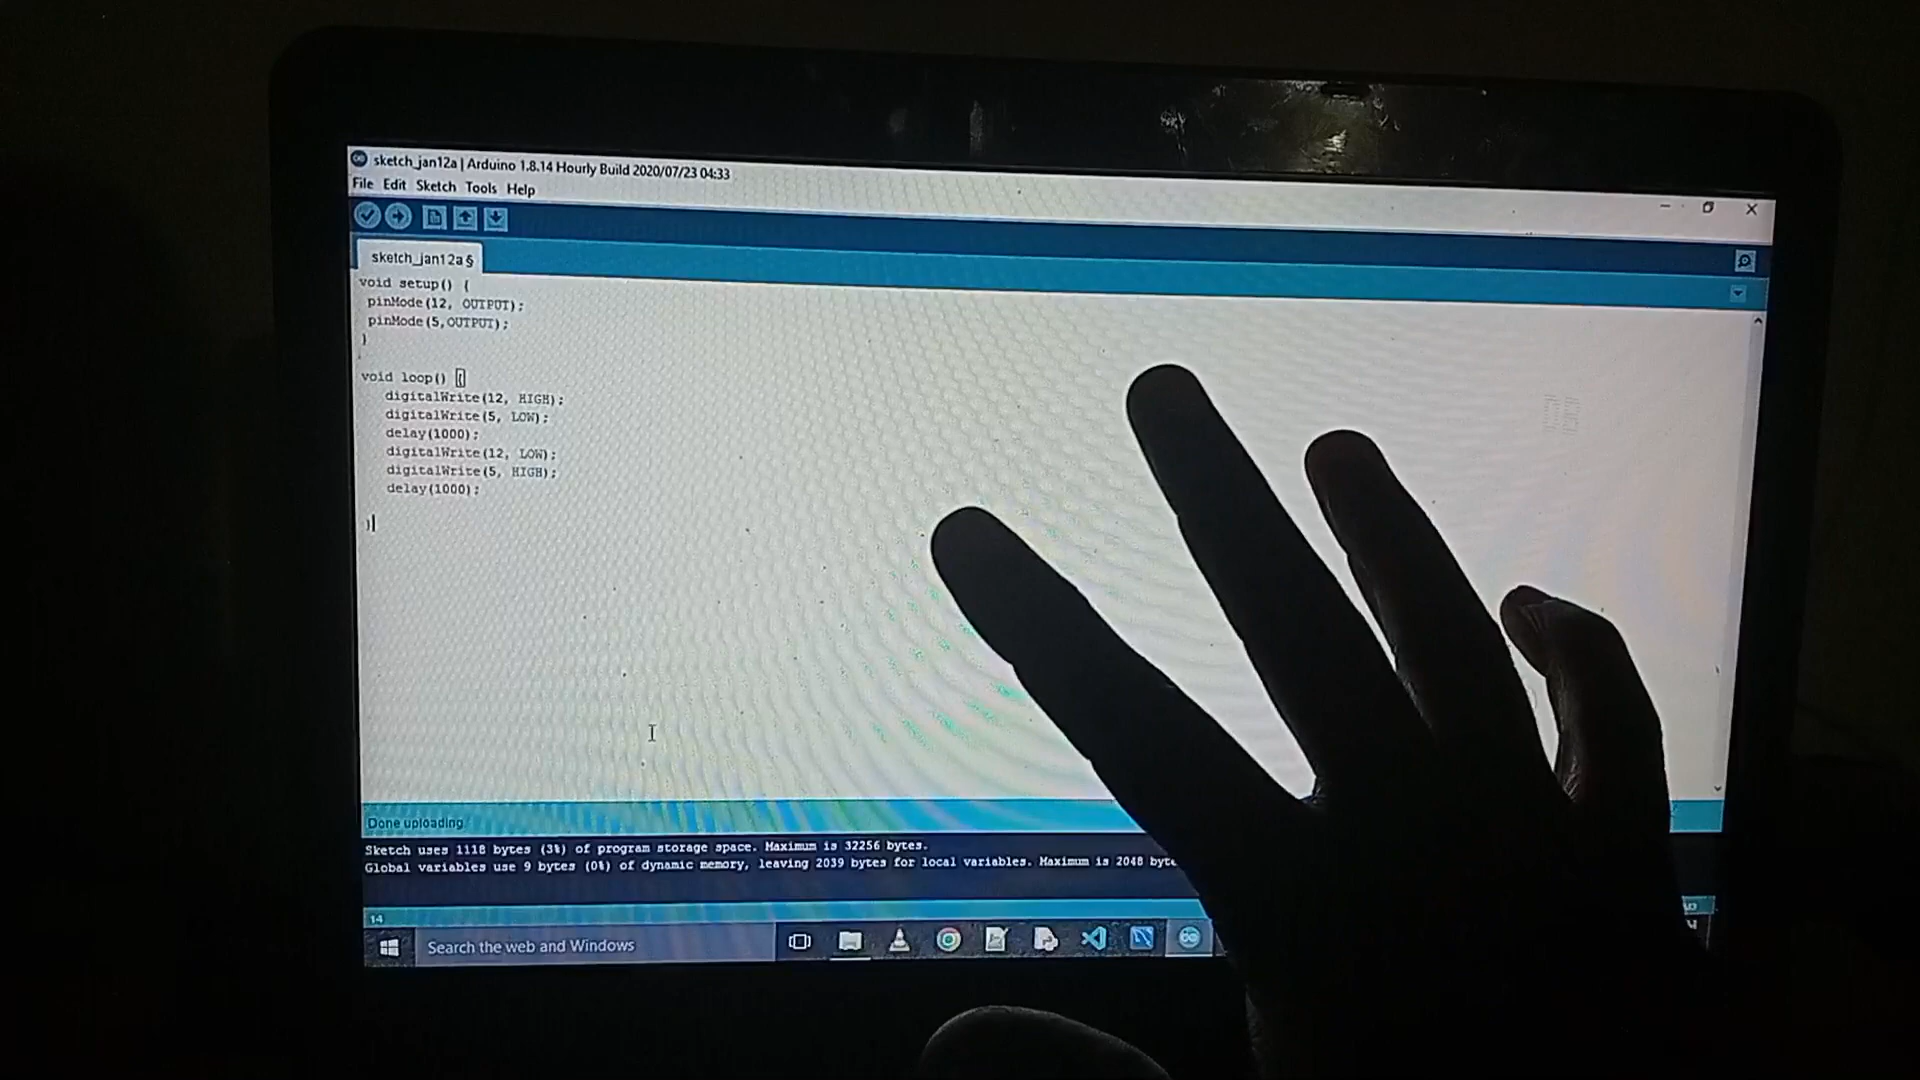 sketch_jan12a | Arduino 1.8.14 Hourly Build 2020/07/23 04:33
File Edit Sketch Tools Help
sketch_jan12a §
void setup() {
pinMode(12, OUTPUT);
pinMode(5,OUTPUT);
}
void loop() {
digitalWrite(12, HIGH);
digitalWrite(5, LOW);
delay(1000);
digitalWrite(12, LOW);
digitalWrite(5, HIGH);
delay(1000);
}
Done uploading.
Sketch uses 1118 bytes (3%) of program storage space. Maximum is 32256 bytes.
Global variables use 9 bytes (0%) of dynamic memory, leaving 2039 bytes for local variables. Maximum is 2048 byte
14
Search the web and Windows